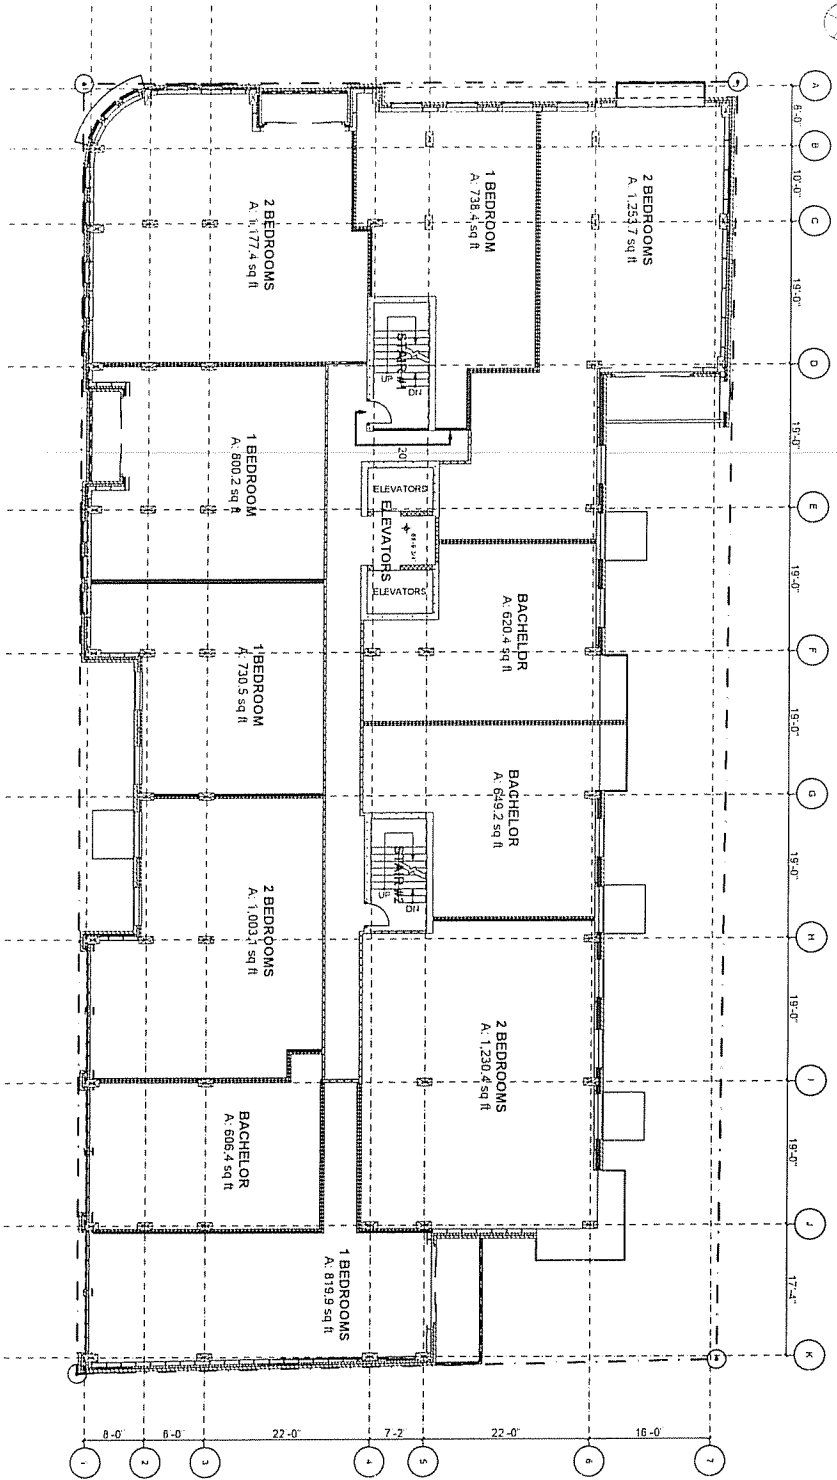 A
6'-0"
B
10'-0"
C
19'-0"
D
19'-0"
E
19'-0"
F
19'-0"
G
19'-0"
H
19'-0"
I
19'-0"
J
17'-4"
K
2 BEDROOMS
A: 1,253.7 sq ft
1 BEDROOM
A: 738.4 sq ft
2 BEDROOMS
A: 1,177.4 sq ft
STAIR #1
UP
DN
20'
1 BEDROOM
A: 800.2 sq ft
ELEVATORS
ELEVATORS
ELEVATORS
BACHELOR
A: 620.4 sq ft
1 BEDROOM
A: 730.5 sq ft
BACHELOR
A: 649.2 sq ft
STAIR #2
UP
DN
2 BEDROOMS
A: 1,003.1 sq ft
2 BEDROOMS
A: 1,230.4 sq ft
BACHELOR
A: 606.4 sq ft
1 BEDROOMS
A: 819.9 sq ft
8'-0"
6'-0"
22'-0"
7'-2"
22'-0"
16'-0"
1
2
3
4
5
6
7